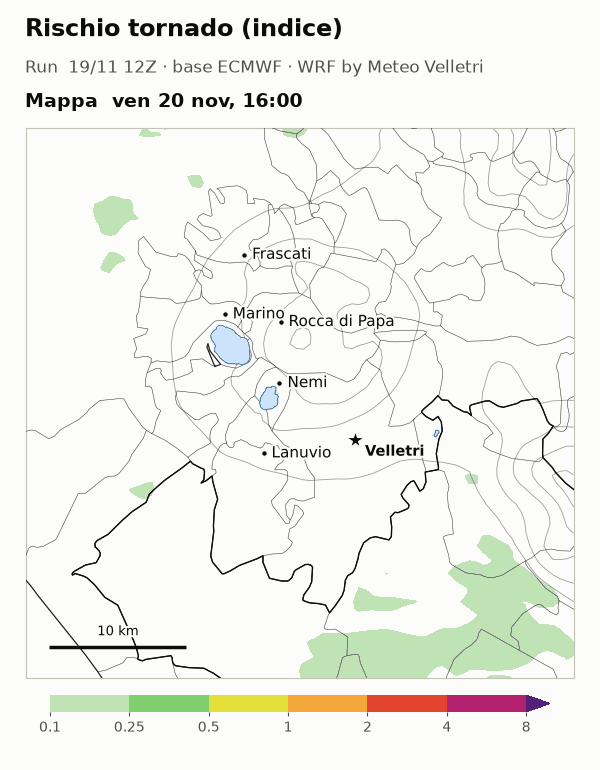 Rischio tornado (indice)
Run  19/11 12Z · base ECMWF · WRF by Meteo Velletri
Mappa  ven 20 nov, 16:00
Frascati
Marino
Rocca di Papa
Nemi
Velletri
Lanuvio
10 km
0.1 0.25 0.5 1 2 4 8